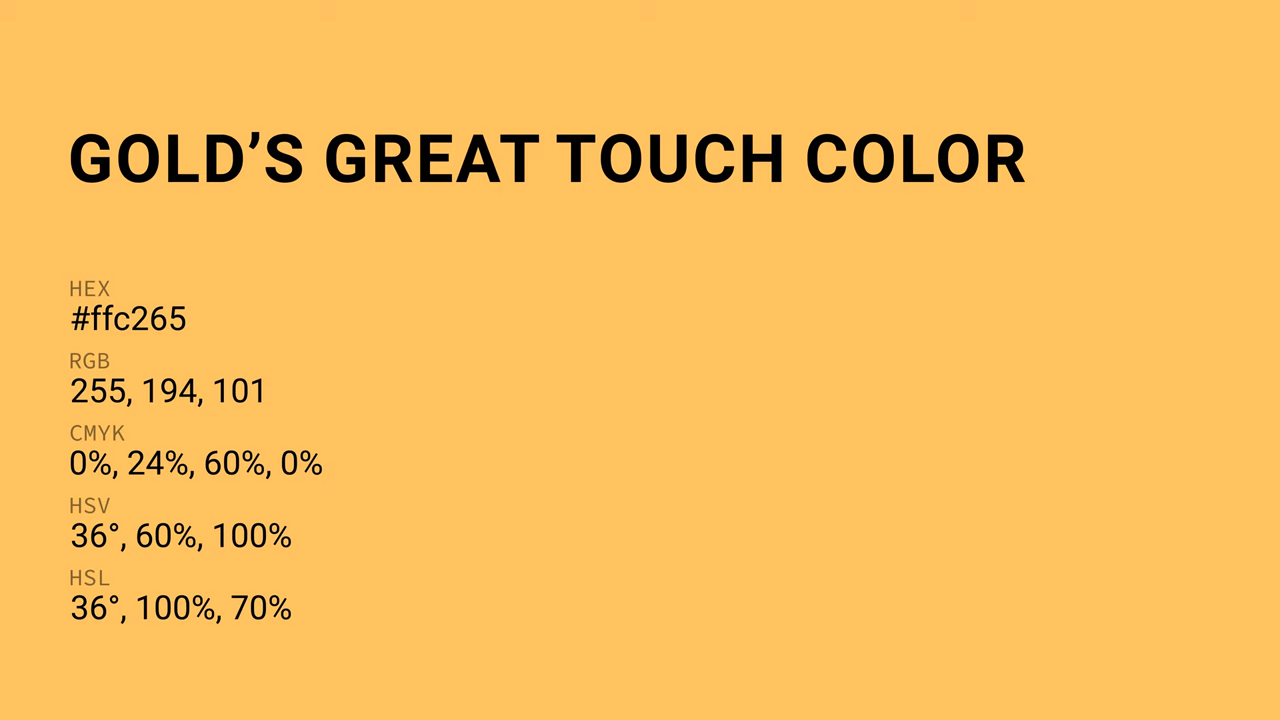 GOLD’S GREAT TOUCH COLOR
HEX
#ffc265
RGB
255, 194, 101
CMYK
0%, 24%, 60%, 0%
HSV
36°, 60%, 100%
HSL
36°, 100%, 70%